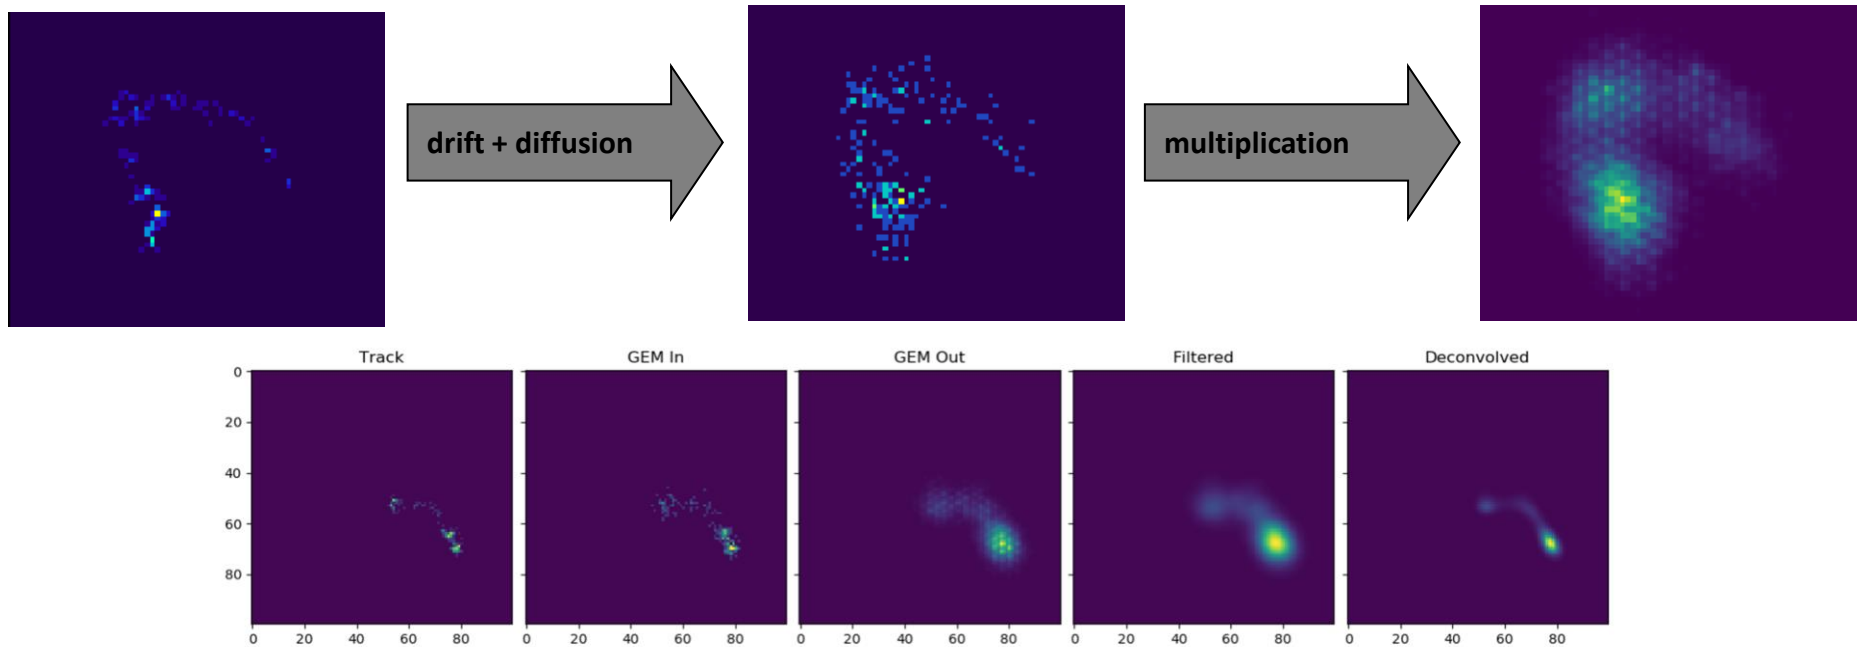 drift + diffusion
multiplication
Track
GEM In
GEM Out
Filtered
Deconvolved
0
20
40
60
80
0 20 40 60 80
0 20 40 60 80
0 20 40 60 80
0 20 40 60 80
0 20 40 60 80